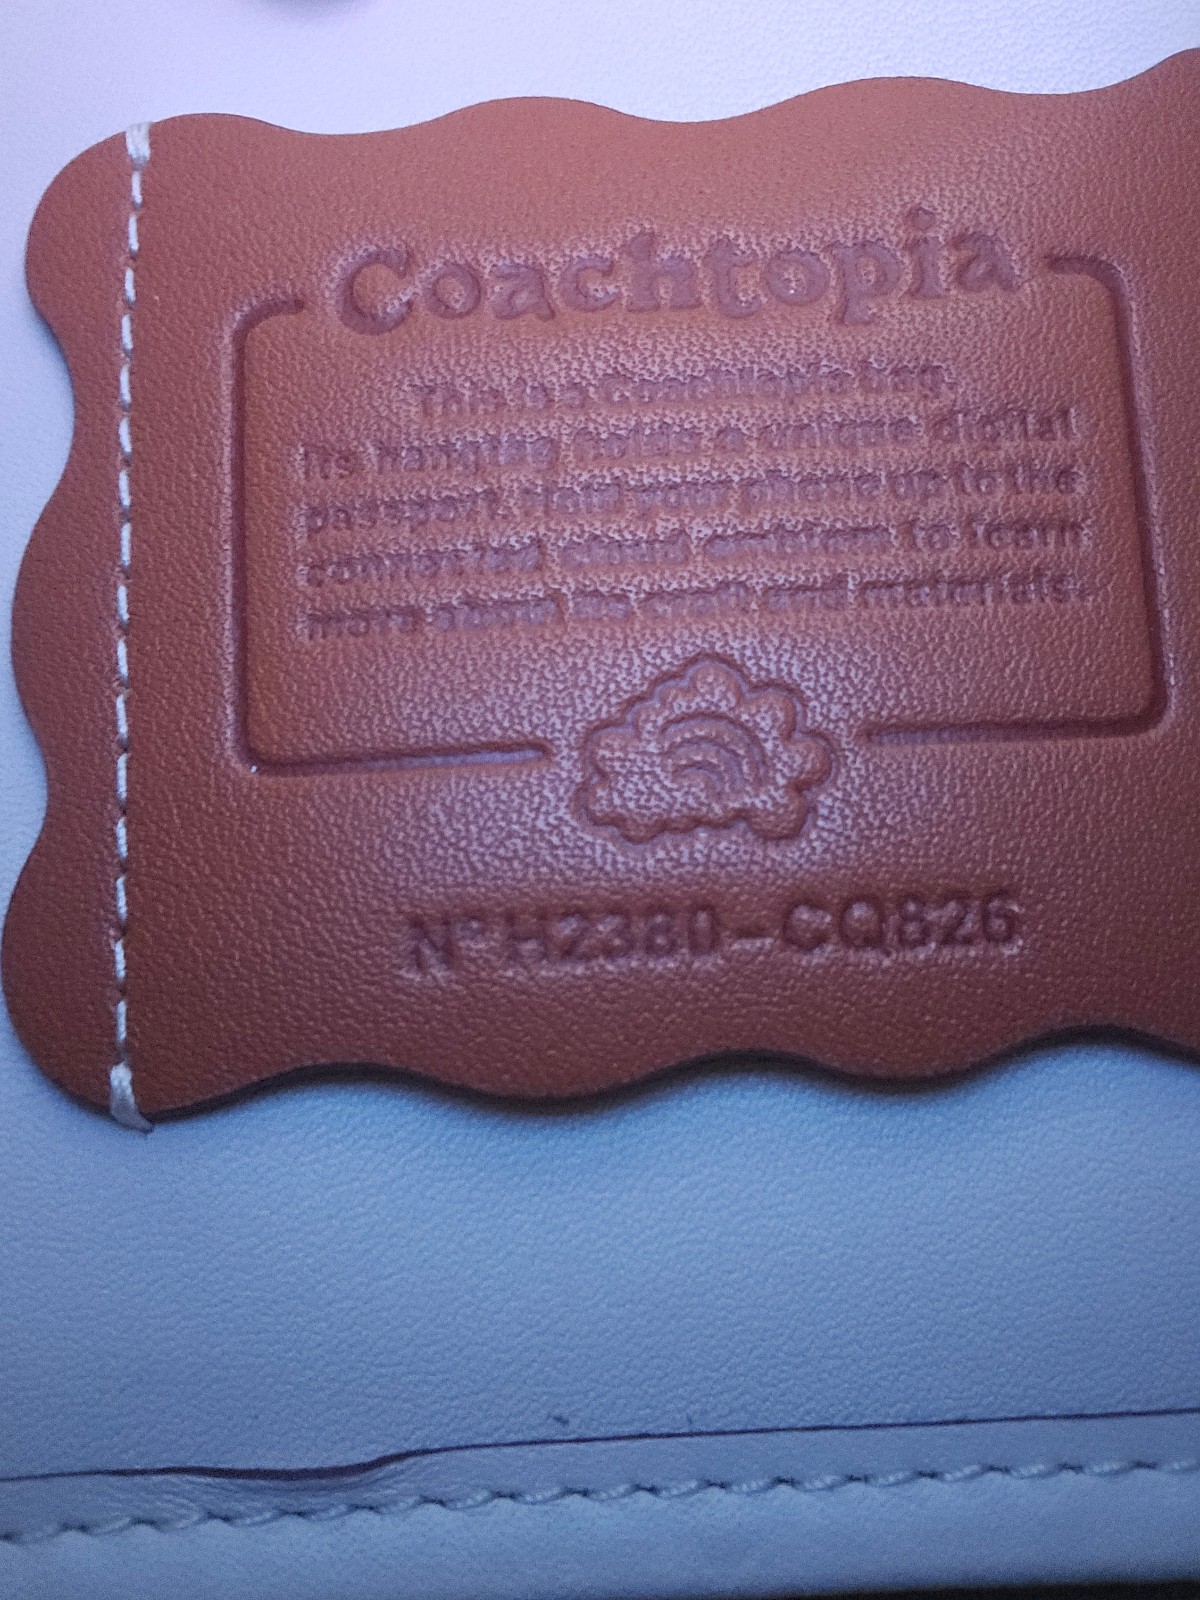 Coachtopia
This is a Coachtopia bag.
Its hangtag holds a unique digital
passport. Hold your phone up to the
connected cloud emblem to learn
more about its craft and materials.
N° H2380-CQ826